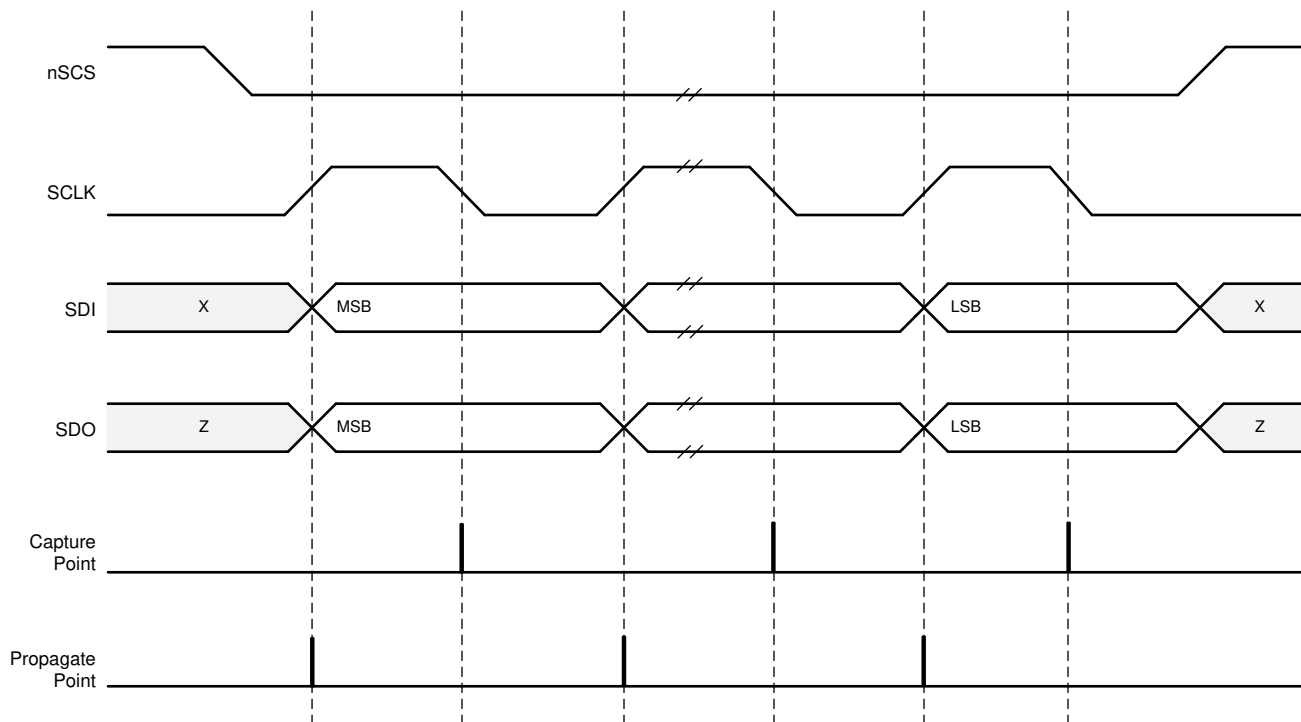 nSCS
SCLK
SDI
X
MSB
LSB
X
SDO
Z
MSB
LSB
Z
Capture
Point
Propagate
Point